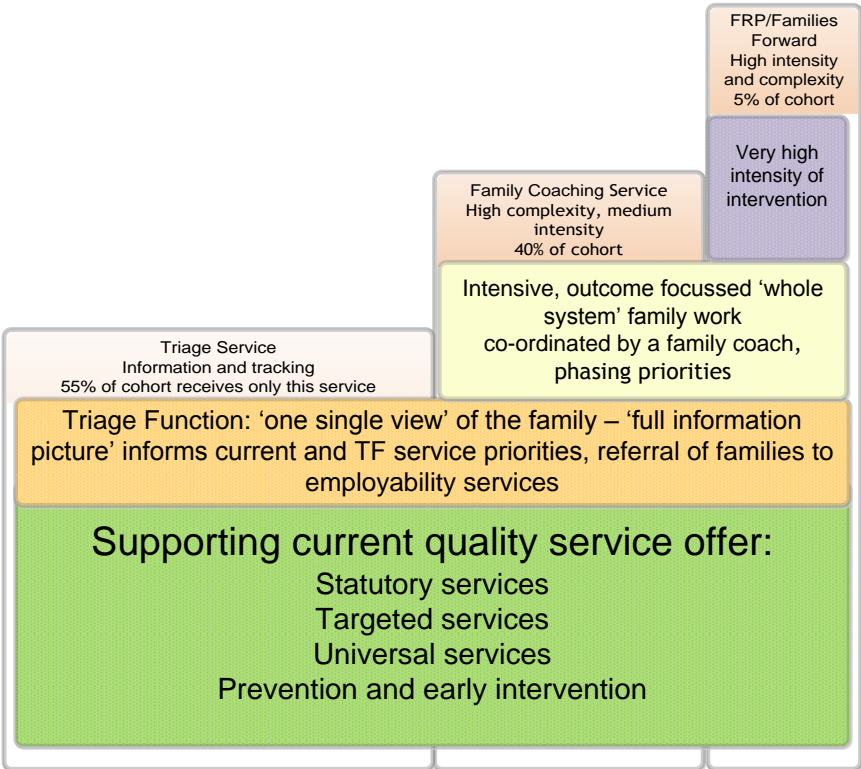 FRP/Families
Forward
High intensity
and complexity
5% of cohort
Very high
intensity of
intervention
Family Coaching Service
High complexity, medium
intensity
40% of cohort
Intensive, outcome focussed ‘whole
system’ family work
co-ordinated by a family coach,
phasing priorities
Triage Service
Information and tracking
55% of cohort receives only this service
Triage Function: ‘one single view’ of the family – ‘full information
picture’ informs current and TF service priorities, referral of families to
employability services
Supporting current quality service offer:
Statutory services
Targeted services
Universal services
Prevention and early intervention